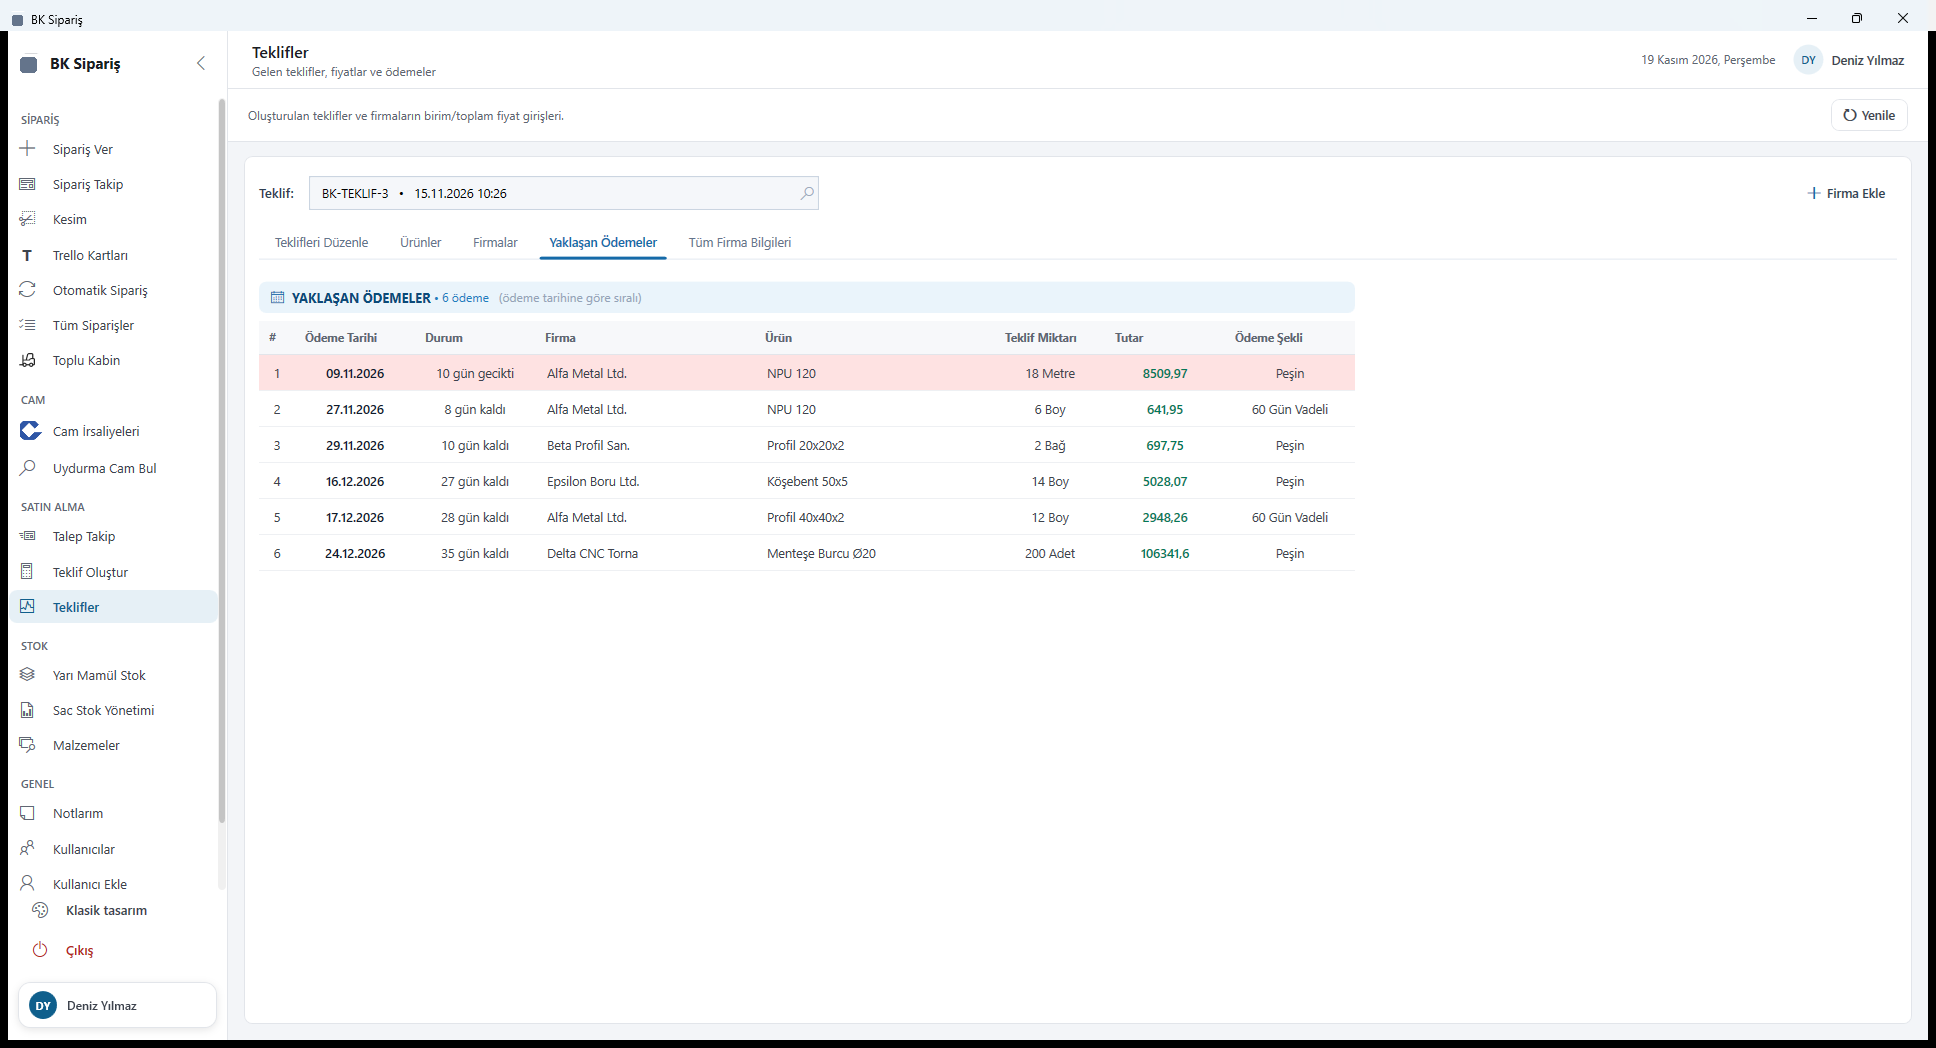 BK Sipariş
BK Sipariş
SİPARİŞ
Sipariş Ver
Sipariş Takip
Kesim
Trello Kartları
Otomatik Sipariş
Tüm Siparişler
Toplu Kabin
CAM
Cam İrsaliyeleri
Uydurma Cam Bul
SATIN ALMA
Talep Takip
Teklif Oluştur
Teklifler
STOK
Yarı Mamül Stok
Sac Stok Yönetimi
Malzemeler
GENEL
Notlarım
Kullanıcılar
Kullanıcı Ekle
Klasik tasarım
Çıkış
DY Deniz Yılmaz
Teklifler
Gelen teklifler, fiyatlar ve ödemeler
19 Kasım 2026, Perşembe DY Deniz Yılmaz
Oluşturulan teklifler ve firmaların birim/toplam fiyat girişleri.
Yenile
Teklif: BK-TEKLIF-3 • 15.11.2026 10:26
Firma Ekle
Teklifleri Düzenle Ürünler Firmalar Yaklaşan Ödemeler Tüm Firma Bilgileri
YAKLAŞAN ÖDEMELER • 6 ödeme (ödeme tarihine göre sıralı)
# Ödeme Tarihi Durum Firma Ürün Teklif Miktarı Tutar Ödeme Şekli
1 09.11.2026 10 gün gecikti Alfa Metal Ltd. NPU 120 18 Metre 8509,97 Peşin
2 27.11.2026 8 gün kaldı Alfa Metal Ltd. NPU 120 6 Boy 641,95 60 Gün Vadeli
3 29.11.2026 10 gün kaldı Beta Profil San. Profil 20x20x2 2 Bağ 697,75 Peşin
4 16.12.2026 27 gün kaldı Epsilon Boru Ltd. Köşebent 50x5 14 Boy 5028,07 Peşin
5 17.12.2026 28 gün kaldı Alfa Metal Ltd. Profil 40x40x2 12 Boy 2948,26 60 Gün Vadeli
6 24.12.2026 35 gün kaldı Delta CNC Torna Menteşe Burcu Ø20 200 Adet 106341,6 Peşin